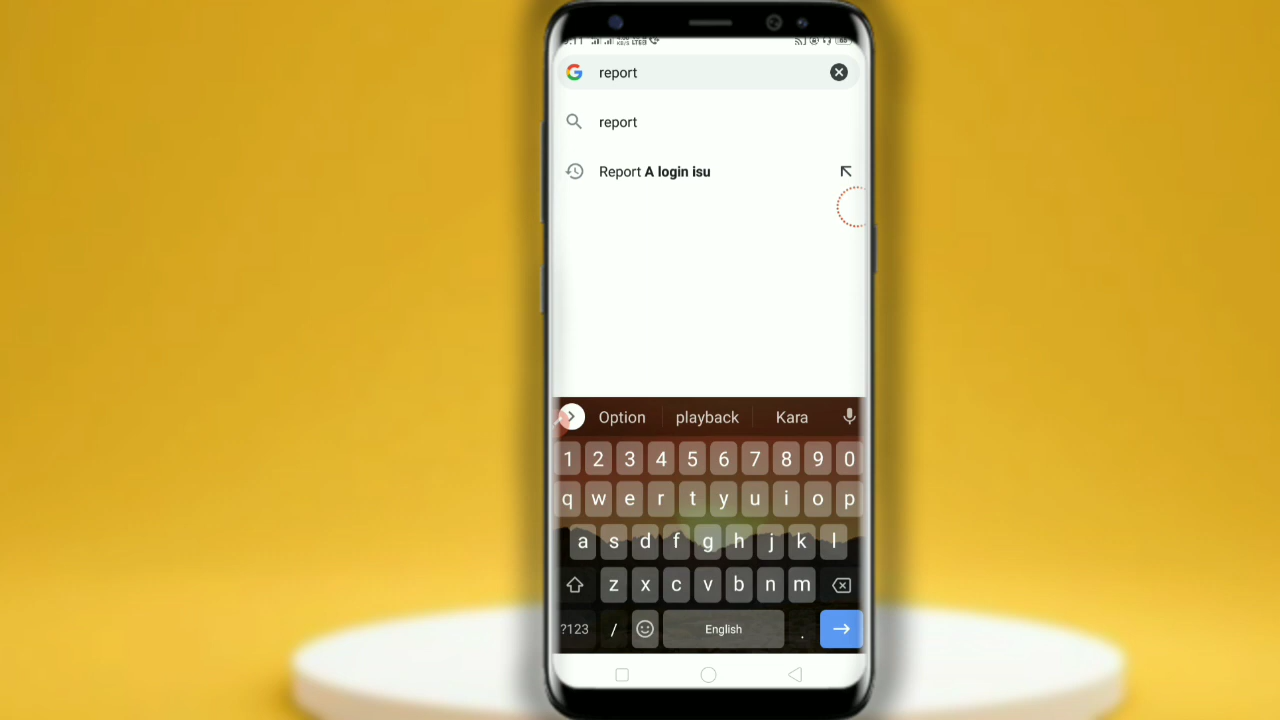 report
report
Report A login isu
Option playback Kara
1 2 3 4 5 6 7 8 9 0
q w e r t y u i o p
a s d f g h j k l
z x c v b n m
?123 / English .